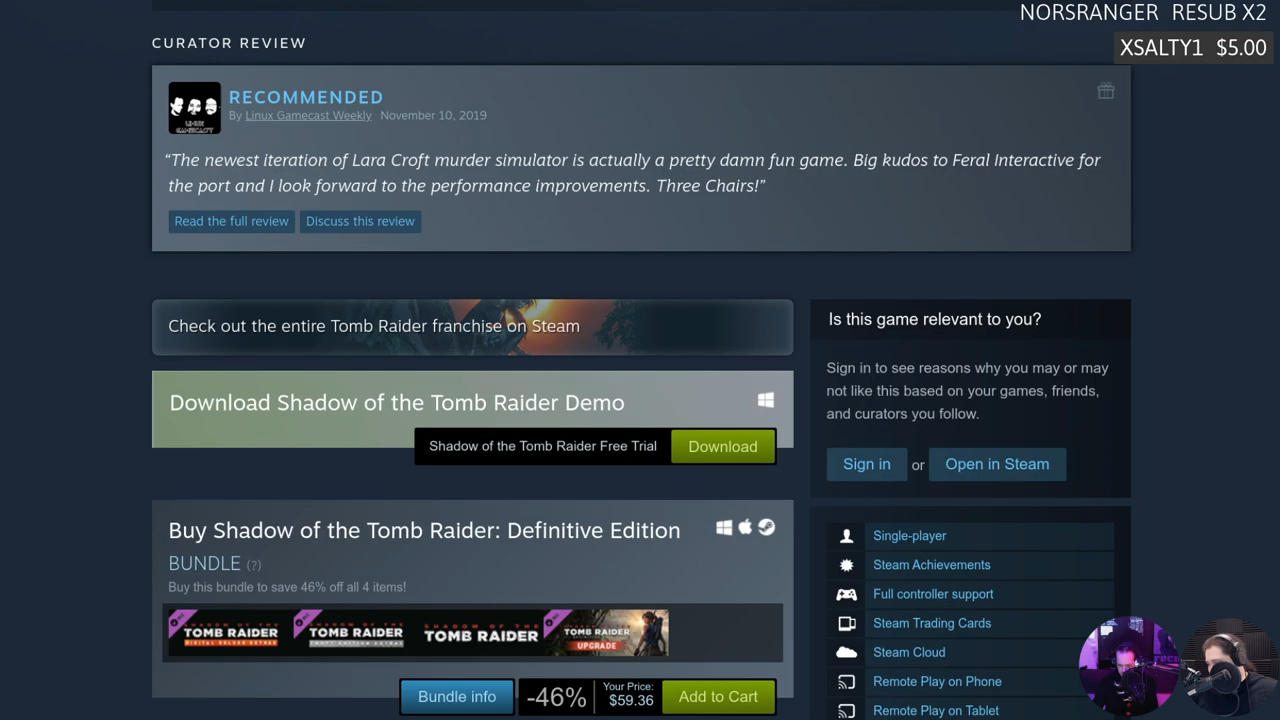 NORSRANGER RESUB X2
XSALTY1 $5.00
CURATOR REVIEW
RECOMMENDED
By Linux Gamecast Weekly November 10, 2019
“The newest iteration of Lara Croft murder simulator is actually a pretty damn fun game. Big kudos to Feral Interactive for
the port and I look forward to the performance improvements. Three Chairs!”
Read the full review
Discuss this review
Check out the entire Tomb Raider franchise on Steam
Download Shadow of the Tomb Raider Demo
Shadow of the Tomb Raider Free Trial
Download
Buy Shadow of the Tomb Raider: Definitive Edition
BUNDLE (?)
Buy this bundle to save 46% off all 4 items!
TOMB RAIDER
TOMB RAIDER
TOMB RAIDER
TOMB RAIDER
UPGRADE
Bundle info
-46%
Your Price:
$59.36
Add to Cart
Is this game relevant to you?
Sign in to see reasons why you may or may
not like this based on your games, friends,
and curators you follow.
Sign in or Open in Steam
Single-player
Steam Achievements
Full controller support
Steam Trading Cards
Steam Cloud
Remote Play on Phone
Remote Play on Tablet